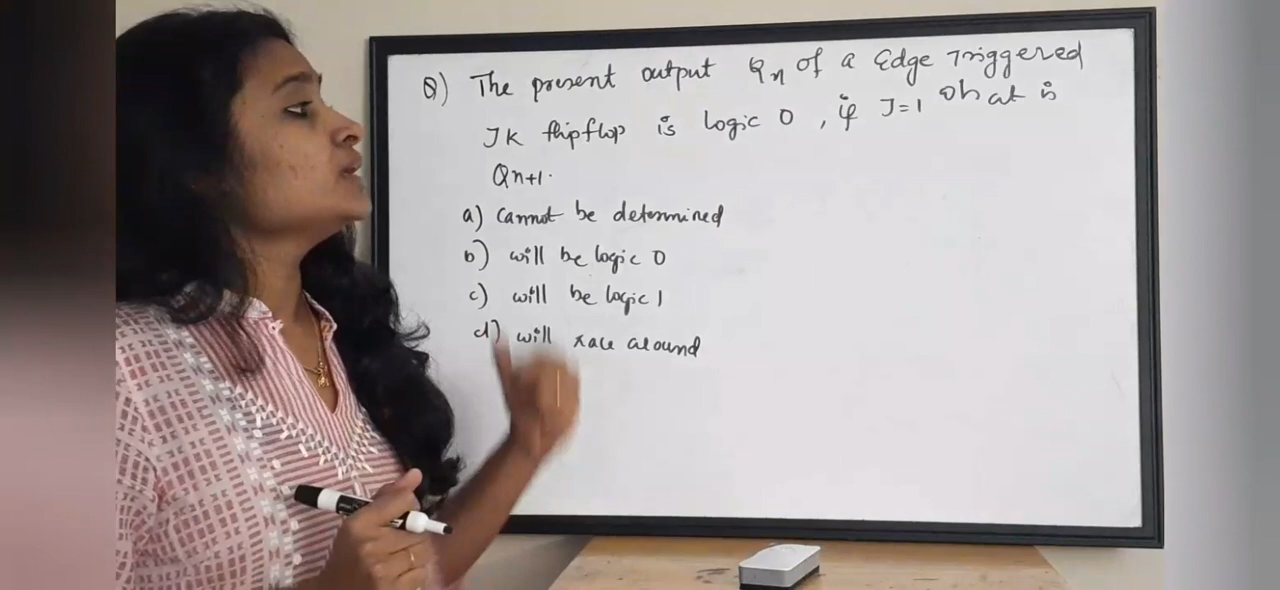 Q) The present output Qn of a Edge Triggered
JK flipflop is logic 0, if J=1 what is
Qn+1.
a) cannot be determined
b) will be logic 0
c) will be logic 1
d) will race around